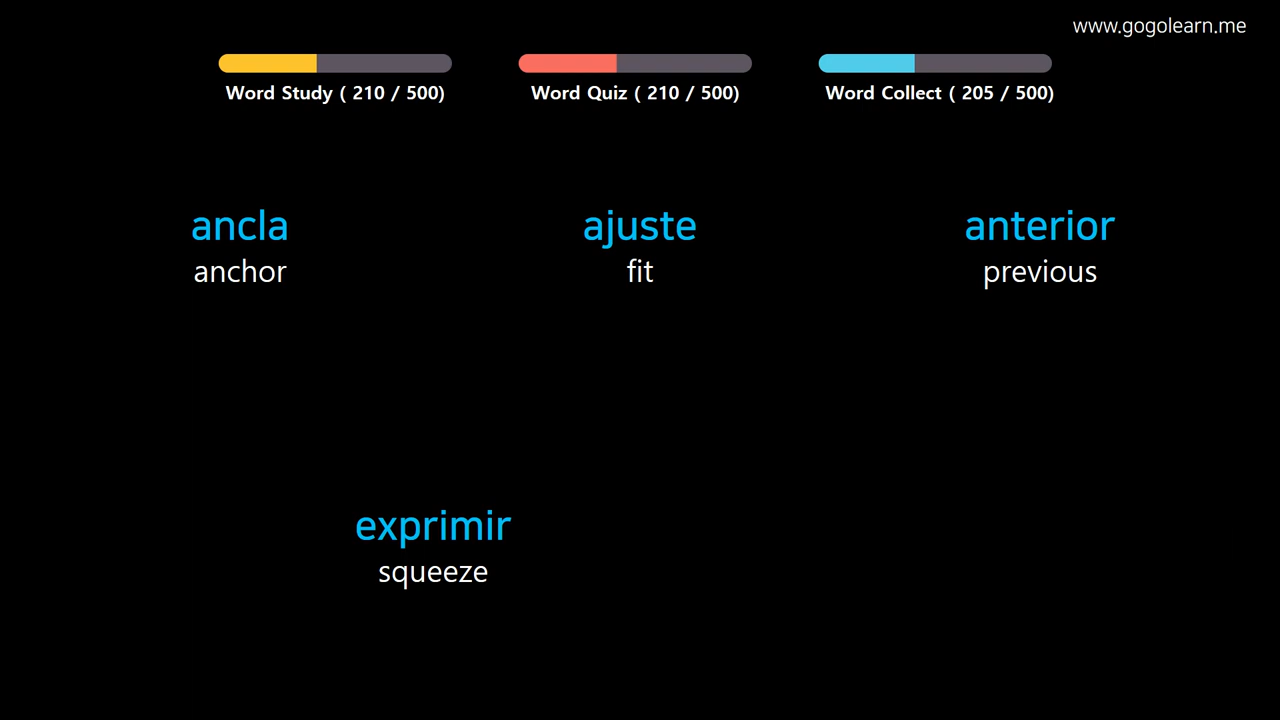 www.gogolearn.me
Word Study ( 210 / 500)
Word Quiz ( 210 / 500)
Word Collect ( 205 / 500)
ancla
anchor
ajuste
fit
anterior
previous
exprimir
squeeze